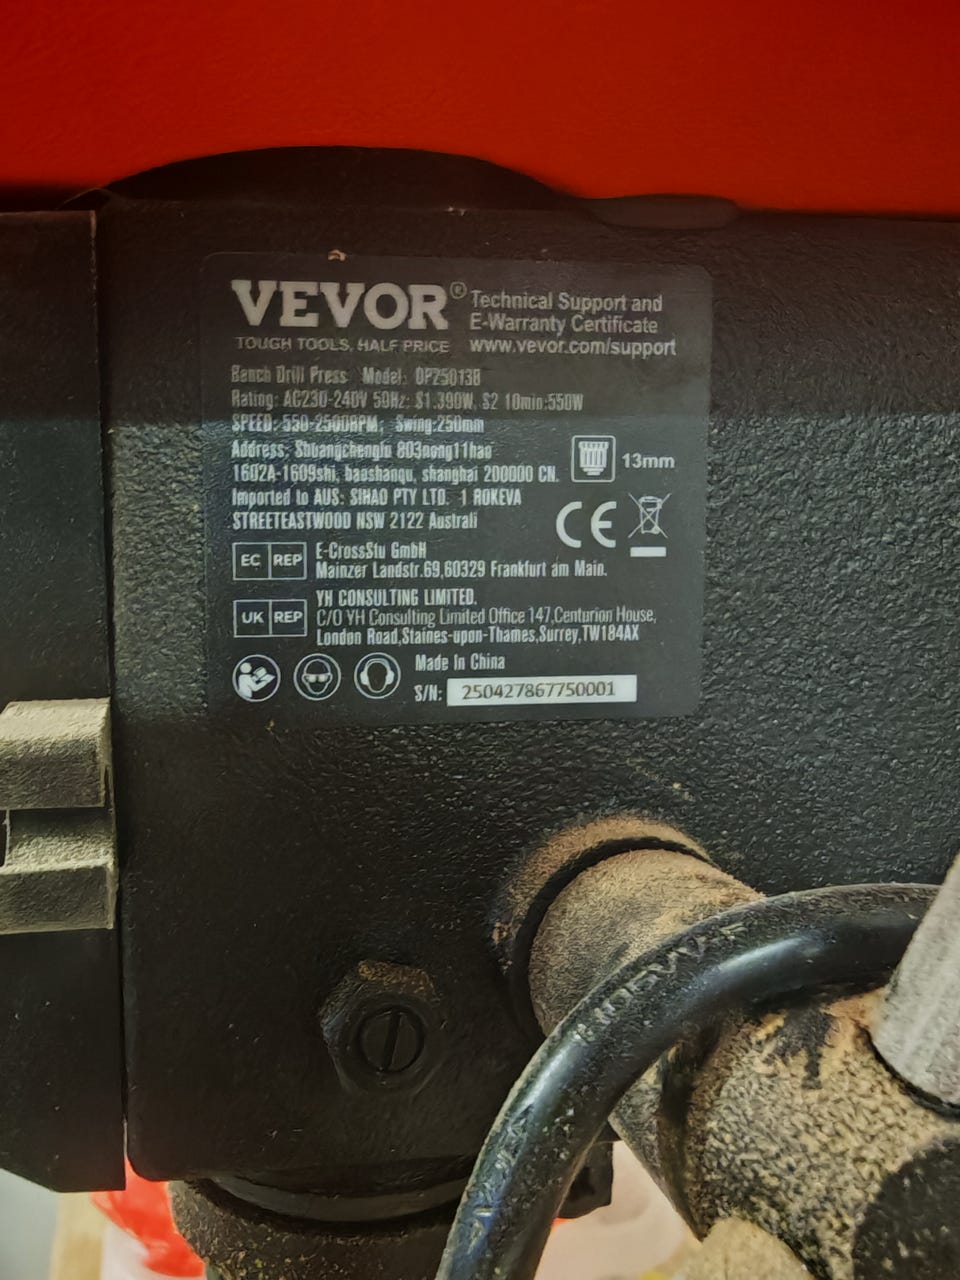 VEVOR®
Technical Support and
E-Warranty Certificate
TOUGH TOOLS, HALF PRICE
www.vevor.com/support
Bench Drill Press Model: DP25013B
Rating: AC230-240V 50Hz; S1.390W, S2 10min:550W
SPEED: 550-2500RPM; Swing:250mm
Address: Shuangchenglu 803nong11hao
1602A-1609shi, baoshanqu, shanghai 200000 CN.
13mm
Imported to AUS: SIHAO PTY LTD. 1 ROKEVA
STREETEASTWOOD NSW 2122 Australi
CE
EC REP
E-CrossStu GmbH
Mainzer Landstr.69,60329 Frankfurt am Main.
UK REP
YH CONSULTING LIMITED.
C/O YH Consulting Limited Office 147,Centurion House,
London Road,Staines-upon-Thames,Surrey,TW184AX
Made In China
S/N: 250427867750001